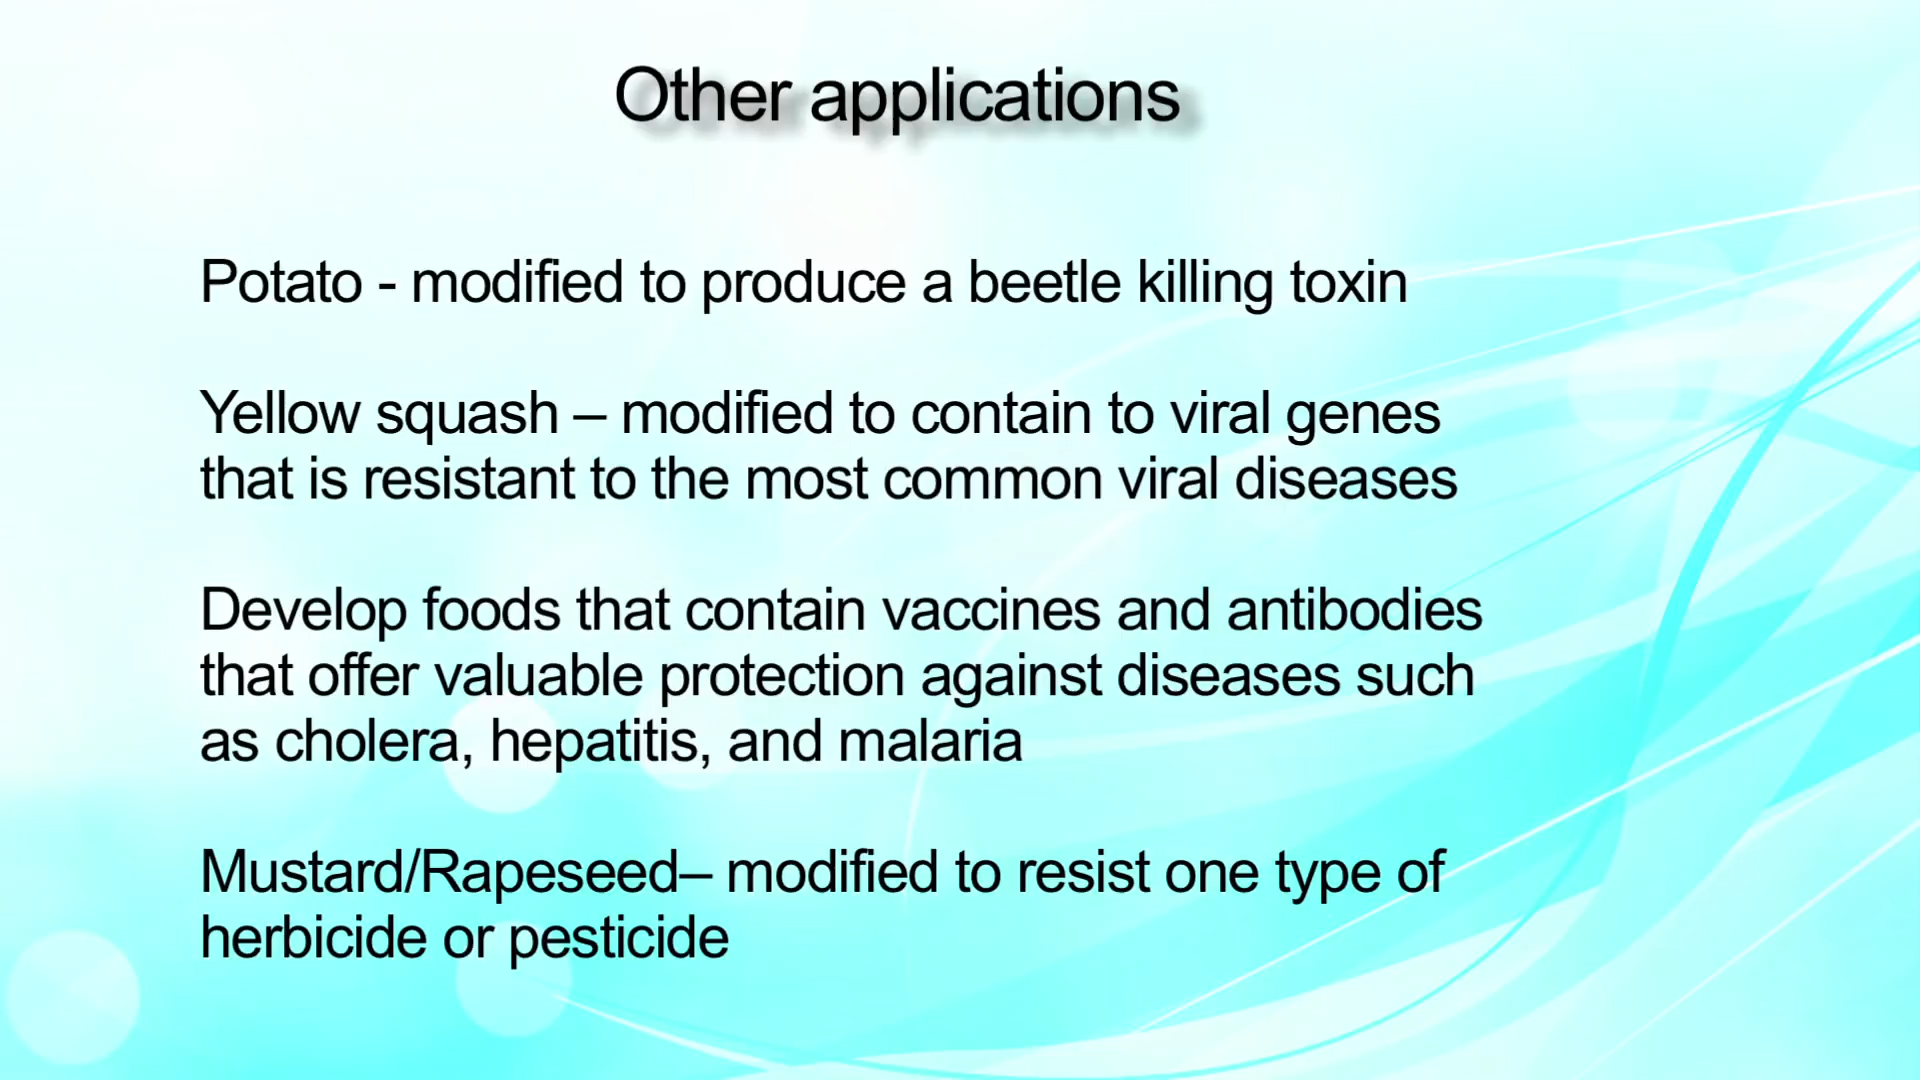 Other applications
Potato - modified to produce a beetle killing toxin
Yellow squash – modified to contain to viral genes
that is resistant to the most common viral diseases
Develop foods that contain vaccines and antibodies
that offer valuable protection against diseases such
as cholera, hepatitis, and malaria
Mustard/Rapeseed– modified to resist one type of
herbicide or pesticide